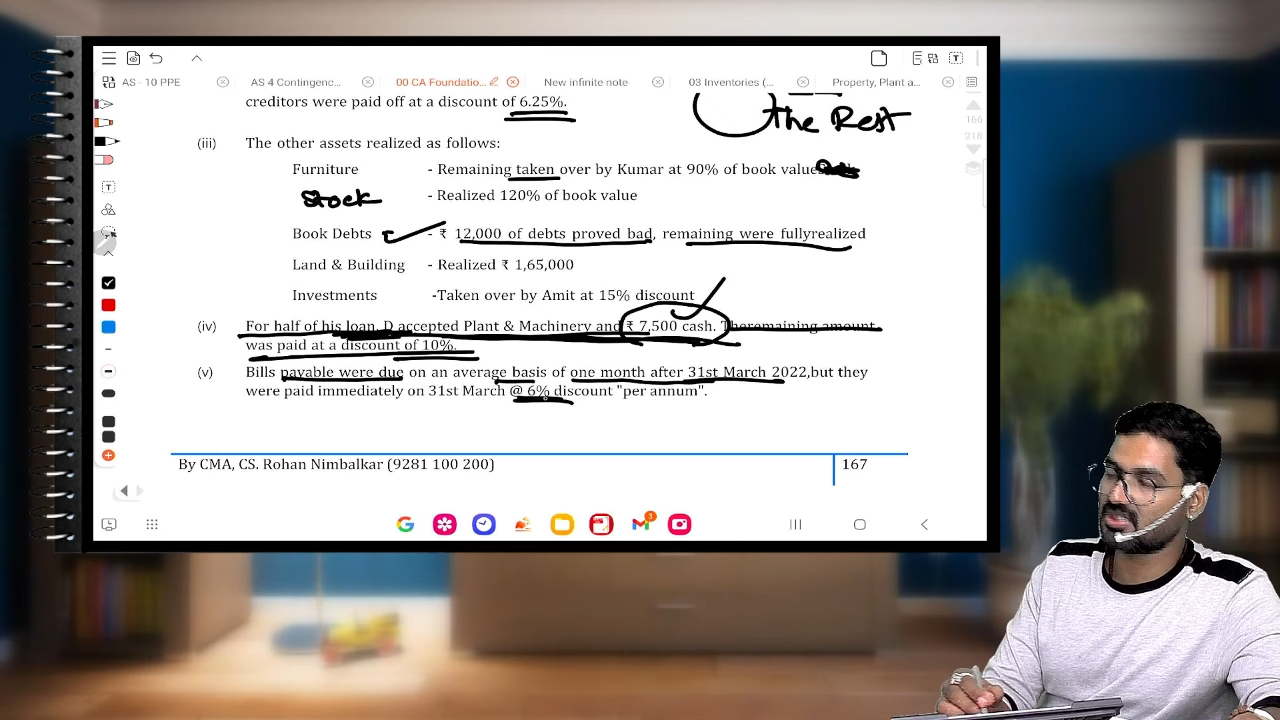 AS - 10 PPE
AS 4 Contingenc...
00 CA Foundatio...
New infinite note
03 Inventories (...
Property, Plant a...
creditors were paid off at a discount of 6.25%.
the Rest
166
218
(iii) The other assets realized as follows:
Furniture - Remaining taken over by Kumar at 90% of book value
Stock - Realized 120% of book value
Book Debts - ₹ 12,000 of debts proved bad, remaining were fullyrealized
Land & Building - Realized ₹ 1,65,000
Investments -Taken over by Amit at 15% discount
(iv) For half of his loan, D accepted Plant & Machinery and ₹ 7,500 cash. Theremaining amount
was paid at a discount of 10%.
(v) Bills payable were due on an average basis of one month after 31st March 2022,but they
were paid immediately on 31st March @ 6% discount "per annum".
By CMA, CS. Rohan Nimbalkar (9281 100 200) 167
3